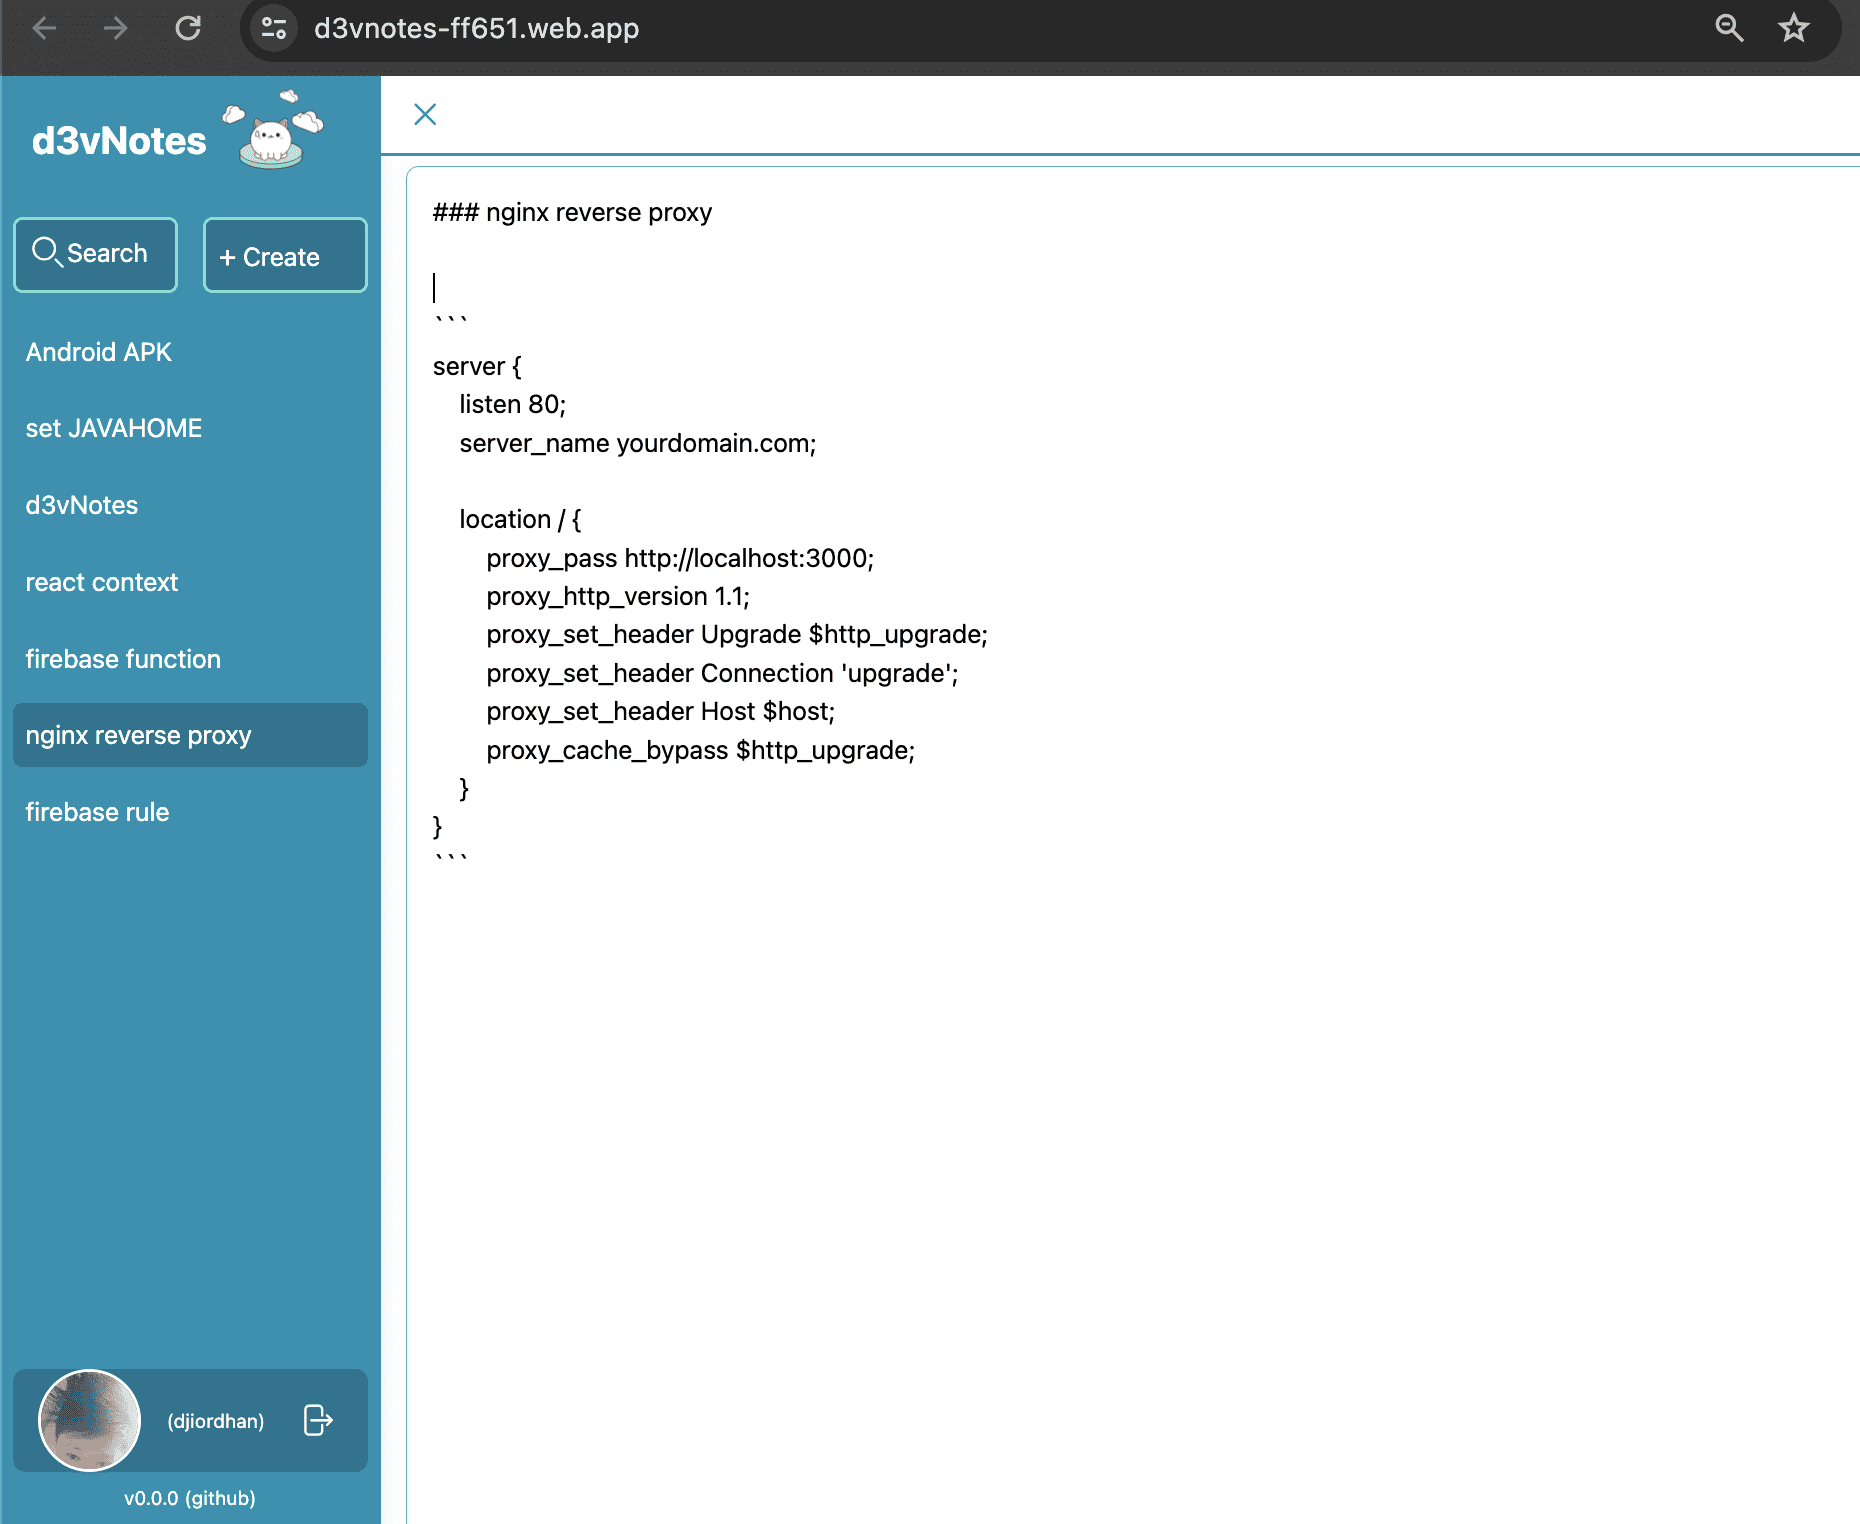 d3vnotes-ff651.web.app
d3vNotes
Search
+ Create
Android APK
set JAVAHOME
d3vNotes
react context
firebase function
nginx reverse proxy
firebase rule
(djiordhan)
v0.0.0 (github)
### nginx reverse proxy
```
server {
    listen 80;
    server_name yourdomain.com;
    location / {
        proxy_pass http://localhost:3000;
        proxy_http_version 1.1;
        proxy_set_header Upgrade $http_upgrade;
        proxy_set_header Connection 'upgrade';
        proxy_set_header Host $host;
        proxy_cache_bypass $http_upgrade;
    }
}
```